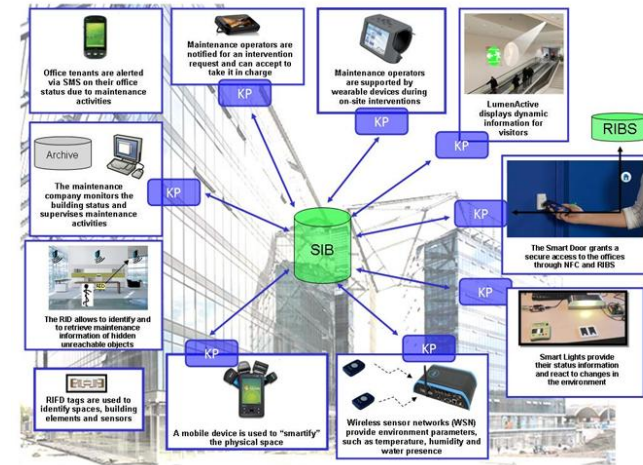 Office tenants are alerted
via SMS on their office
status due to maintenance
activities
Maintenance operators are
notified for an intervention
request and can accept to
take it in charge
KP
Maintenance operators
are supported by
wearable devices during
on-site interventions
KP
LumenActive
displays dynamic
information for
visitors
KP
RIBS
Archive
The maintenance
company monitors the
building status and
supervises maintenance
activities
KP
SIB
KP
The Smart Door grants a
secure access to the offices
through NFC and RIBS
The RID allows to identify and
to retrieve maintenance
information of hidden
unreachable objects
KP
Smart Lights provide
their status information
and react to changes in
the environment
RIFD tags are used to
identify spaces, building
elements and sensors
KP
A mobile device is used to “smartify”
the physical space
KP
Wireless sensor networks (WSN)
provide environment parameters,
such as temperature, humidity and
water presence